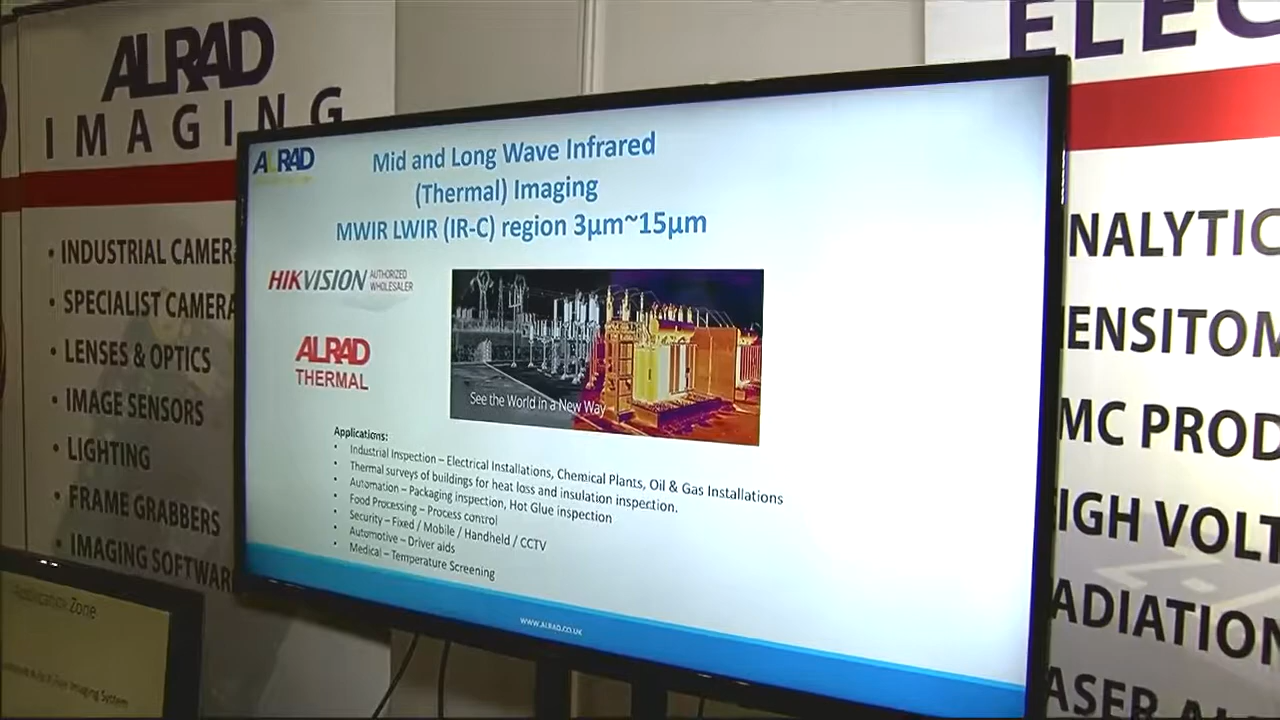 ALRAD
IMAGING
• INDUSTRIAL CAMER
• SPECIALIST CAMERA
• LENSES & OPTICS
• IMAGE SENSORS
• LIGHTING
• FRAME GRABBERS
• IMAGING SOFTWAR
Application Zone
Imaging System
ALRAD
Mid and Long Wave Infrared
(Thermal) Imaging
MWIR LWIR (IR-C) region 3µm~15µm
HIKVISION AUTHORIZED
WHOLESALER
ALRAD
THERMAL
See the World in a New Way
Applications:
• Industrial Inspection – Electrical Installations, Chemical Plants, Oil & Gas Installations
• Thermal surveys of buildings for heat loss and insulation inspection.
• Automation – Packaging inspection, Hot Glue inspection
• Food Processing – Process control
• Security – Fixed / Mobile / Handheld / CCTV
• Automotive – Driver aids
• Medical – Temperature Screening
WWW.ALRAD.CO.UK
ELEC
NALYTIC
ENSITOM
MC PROD
IGH VOLT
ADIATION
ASER